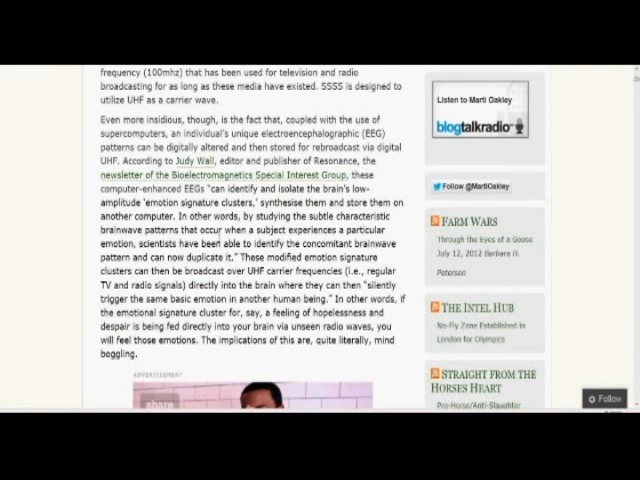 frequency (100mhz) that has been used for television and radio
broadcasting for as long as these media have existed. SSSS is designed to
utilize UHF as a carrier wave.
Even more insidious, though, is the fact that, coupled with the use of
supercomputers, an individual's unique electroencephalographic (EEG)
patterns can be digitally altered and then stored for rebroadcast via digital
UHF. According to Judy Wall, editor and publisher of Resonance, the
newsletter of the Bioelectromagnetics Special Interest Group, these
computer-enhanced EEGs "can identify and isolate the brain's low-
amplitude 'emotion signature clusters,' synthesise them and store them on
another computer. In other words, by studying the subtle characteristic
brainwave patterns that occur when a subject experiences a particular
emotion, scientists have been able to identify the concomitant brainwave
pattern and can now duplicate it." These modified emotion signature
clusters can then be broadcast over UHF carrier frequencies (i.e., regular
TV and radio signals) directly into the brain where they can then "silently
trigger the same basic emotion in another human being." In other words, if
the emotional signature cluster for, say, a feeling of hopelessness and
despair is being fed directly into your brain via unseen radio waves, you
will feel those emotions. The implications of this are, quite literally, mind
boggling.
ADVERTISEMENT
share
Listen to Marti Oakley
blogtalkradio
Follow @MartiOakley
FARM WARS
Through the Eyes of a Goose
July 12, 2012 Barbara H.
Peterson
THE INTEL HUB
No-Fly Zone Established in
London for Olympics
STRAIGHT FROM THE
HORSES HEART
Pro-Horse/Anti-Slaughter
Follow